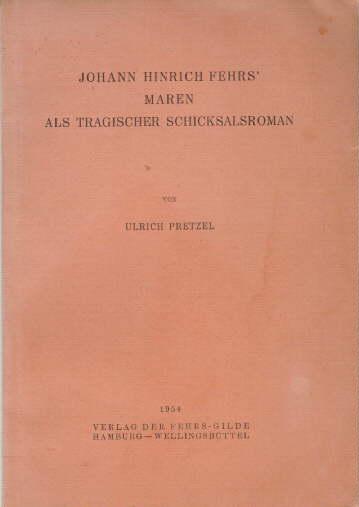 JOHANN HINRICH FEHRS'
MAREN
ALS TRAGISCHER SCHICKSALSROMAN
VON
ULRICH PRETZEL
1954
VERLAG DER FEHRS-GILDE
HAMBURG—WELLINGSBÜTTEL